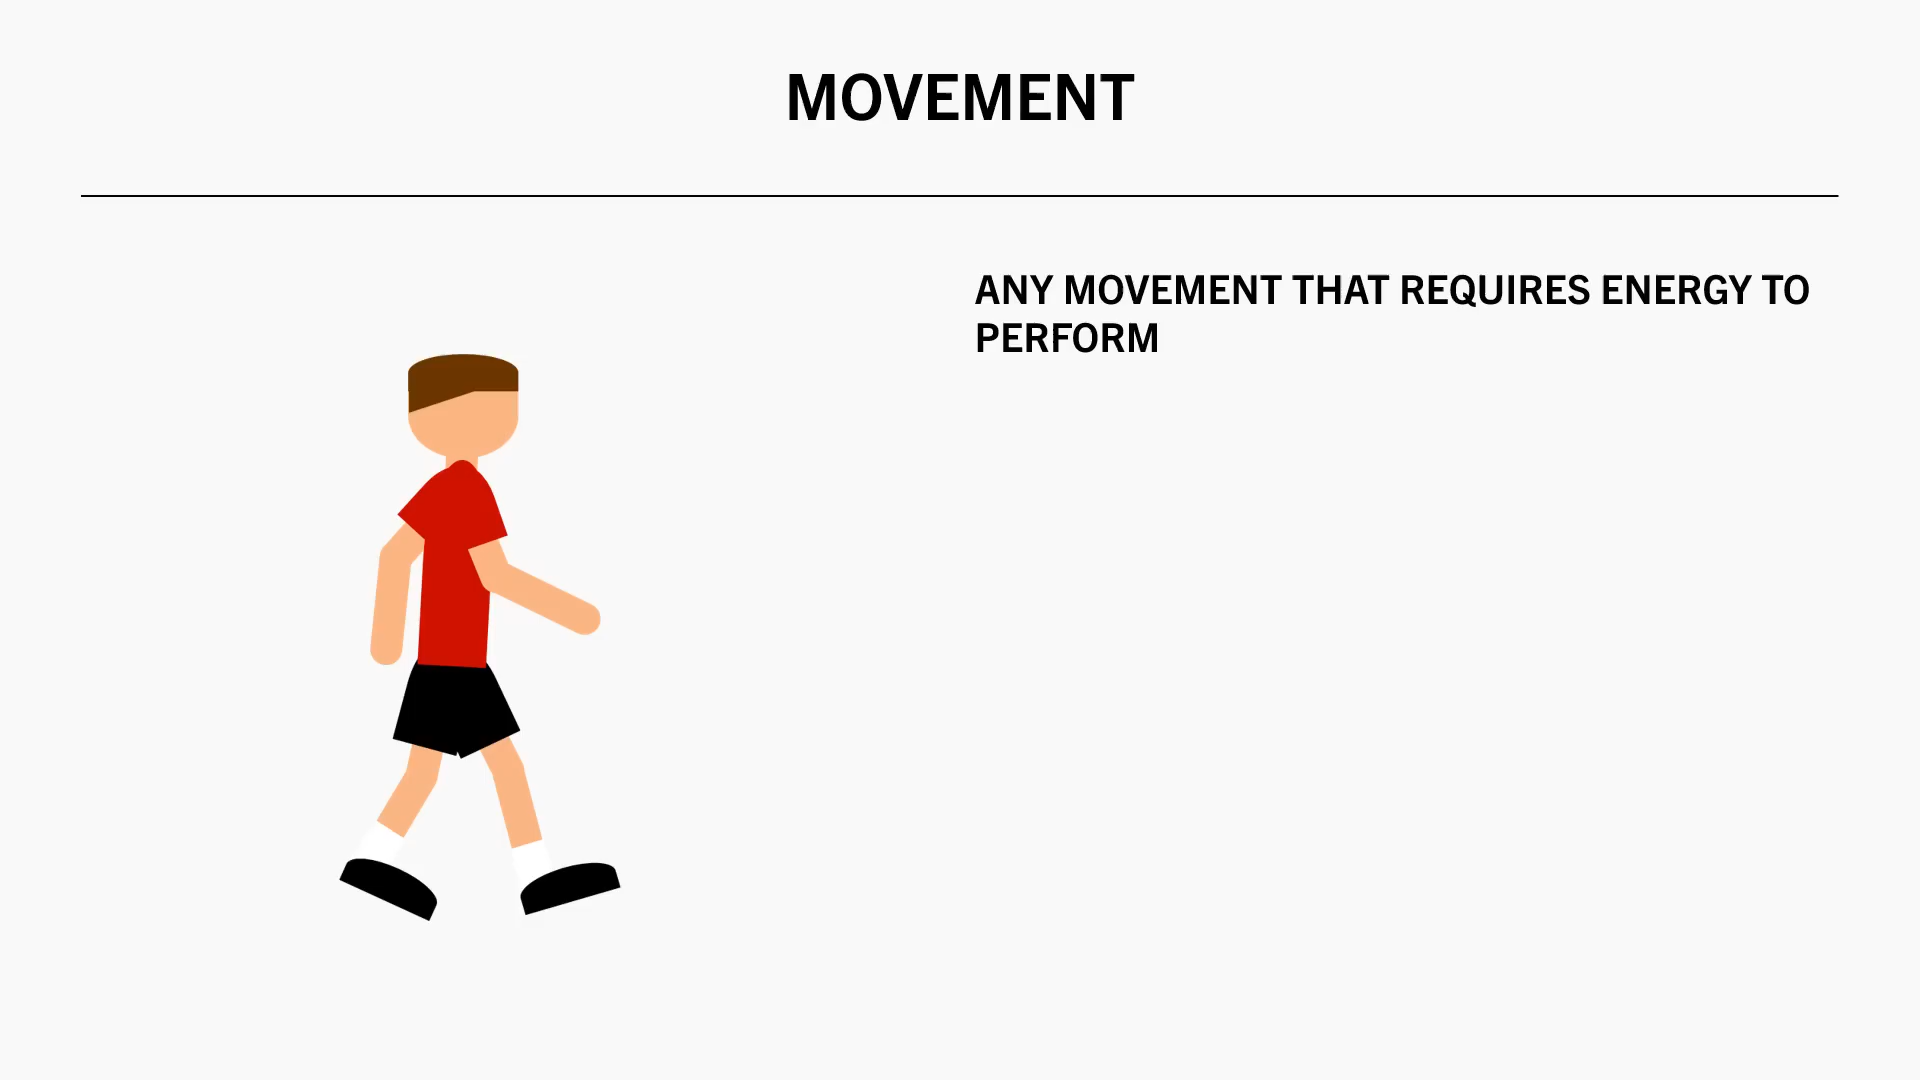 MOVEMENT
ANY MOVEMENT THAT REQUIRES ENERGY TO
PERFORM